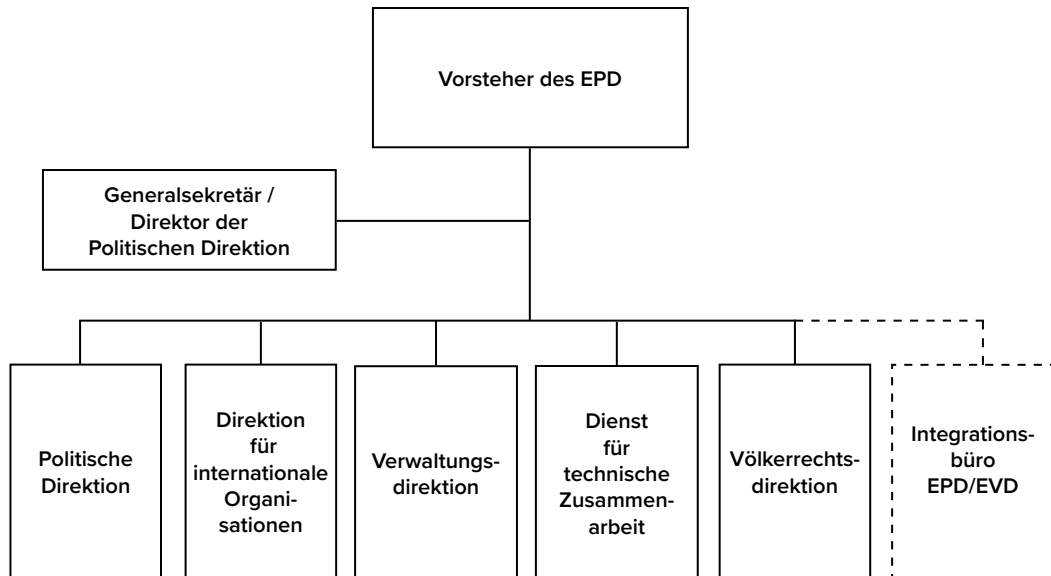 Vorsteher des EPD
Generalsekretär /
Direktor der
Politischen Direktion
Politische
Direktion
Direktion
für
internationale
Organi-
sationen
Verwaltungs-
direktion
Dienst
für
technische
Zusammen-
arbeit
Völkerrechts-
direktion
Integrations-
büro
EPD/EVD